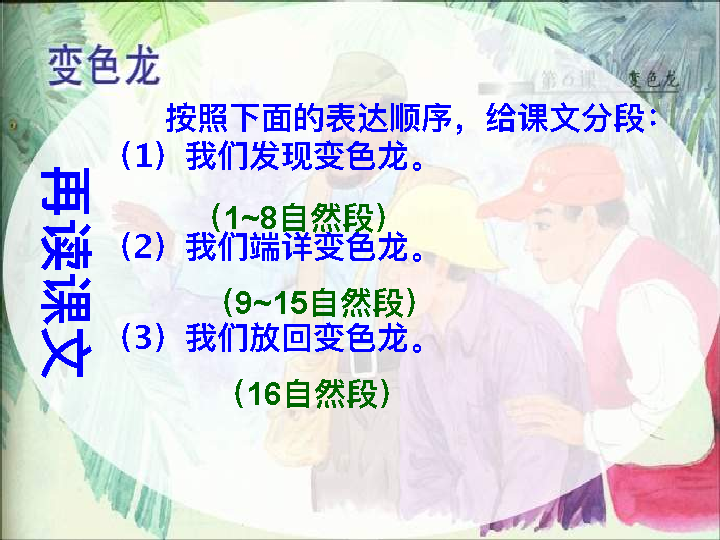 变色龙
第6课 变色龙
再读课文
按照下面的表达顺序，给课文分段：
（1）我们发现变色龙。
（1~8自然段）
（2）我们端详变色龙。
（9~15自然段）
（3）我们放回变色龙。
（16自然段）